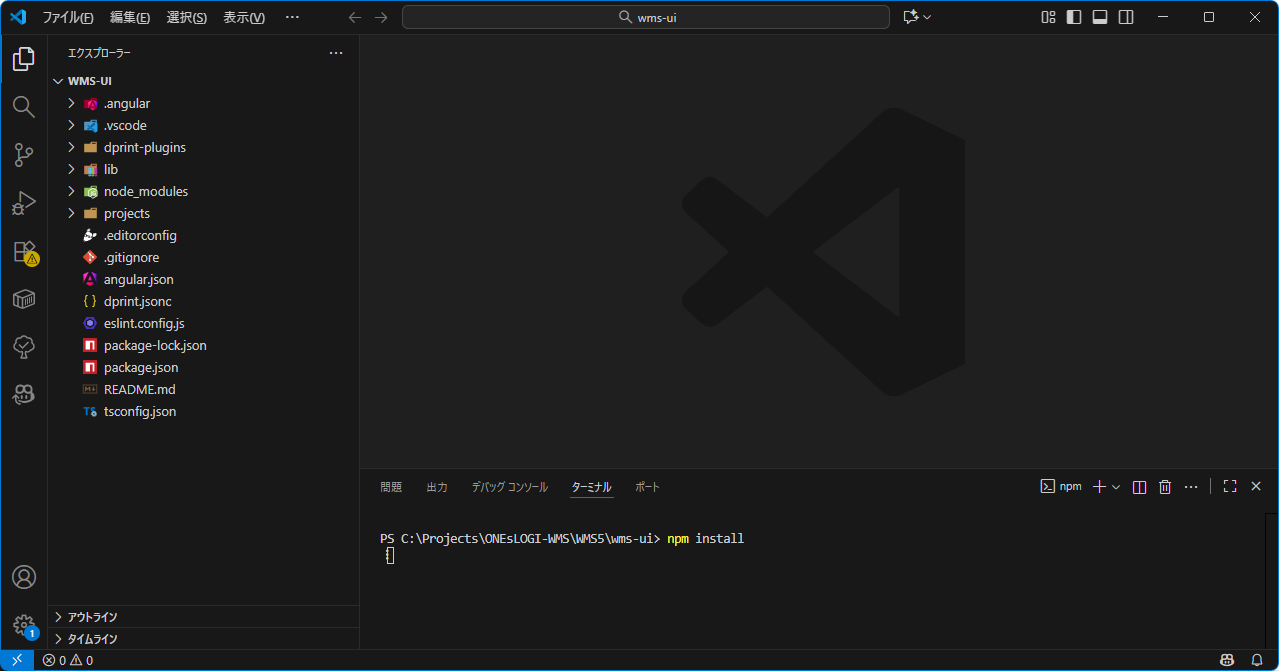 ファイル(F) 編集(E) 選択(S) 表示(V) ··· wms-ui
エクスプローラー ···
WMS-UI
.angular
.vscode
dprint-plugins
lib
node_modules
projects
.editorconfig
.gitignore
angular.json
dprint.jsonc
eslint.config.js
package-lock.json
package.json
README.md
tsconfig.json
アウトライン
タイムライン
問題 出力 デバッグ コンソール ターミナル ポート npm ···
PS C:\Projects\ONEsLOGI-WMS\WMS5\wms-ui> npm install
1
0 0